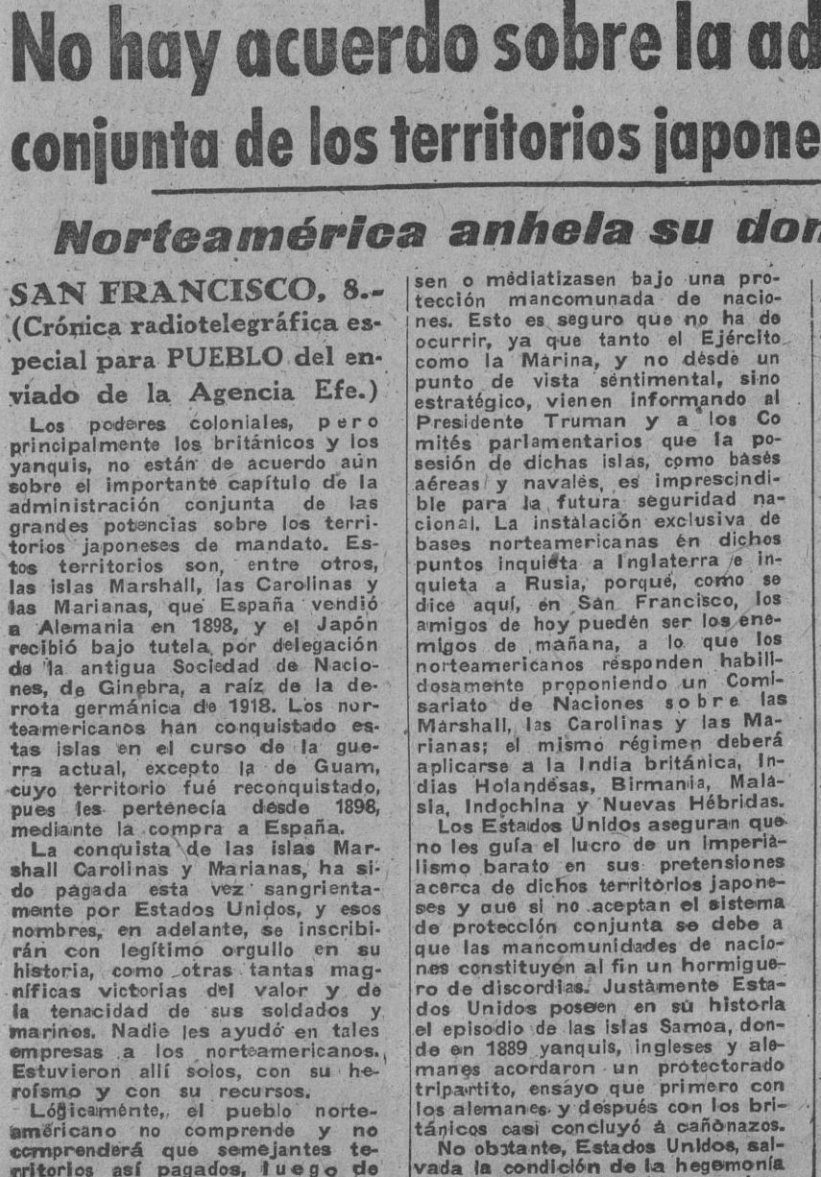 No hay acuerdo sobre la ad
conjunta de los territorios japone
Norteamérica anhela su don
SAN FRANCISCO, 8.-
(Crónica radiotelegráfica es-
pecial para PUEBLO del en-
viado de la Agencia Efe.)
Los poderes coloniales, pero
principalmente los británicos y los
yanquis, no están de acuerdo aún
sobre el importante capítulo de la
administración conjunta de las
grandes potencias sobre los terri-
torios japoneses de mandato. Es-
tos territorios son, entre otros,
las islas Marshall, las Carolinas y
las Marianas, que España vendió
a Alemania en 1898, y el Japón
recibió bajo tutela por delegación
de la antigua Sociedad de Nacio-
nes, de Ginebra, a raíz de la de-
rrota germánica de 1918. Los nor-
teamericanos han conquistado es-
tas islas en el curso de la gue-
rra actual, excepto la de Guam,
cuyo territorio fué reconquistado,
pues les pertenecía desde 1898,
mediante la compra a España.
La conquista de las islas Mar-
shall Carolinas y Marianas, ha si-
do pagada esta vez sangrienta-
mente por Estados Unidos, y esos
nombres, en adelante, se inscribi-
rán con legítimo orgullo en su
historia, como otras tantas mag-
níficas victorias del valor y de
la tenacidad de sus soldados y
marinos. Nadie les ayudó en tales
empresas a los norteamericanos.
Estuvieron allí solos, con su he-
roísmo y con su recursos.
Lógicamente, el pueblo norte-
américano no comprende y no
comprenderá que semejantes te-
rritorios así pagados, luego de
sen o mediatizasen bajo una pro-
tección mancomunada de nacio-
nes. Esto es seguro que no ha de
ocurrir, ya que tanto el Ejército
como la Marina, y no desde un
punto de vista sentimental, sino
estratégico, vienen informando al
Presidente Truman y a los Co
mités parlamentarios que la po-
sesión de dichas islas, como bases
aéreas y navales, es imprescindi-
ble para la futura seguridad na-
cional. La instalación exclusiva de
bases norteamericanas en dichos
puntos inquieta a Inglaterra e in-
quieta a Rusia, porque, como se
dice aquí, en San Francisco, los
amigos de hoy pueden ser los ene-
migos de mañana, a lo que los
norteamericanos responden habili-
dosamente proponiendo un Comi-
sariato de Naciones sobre las
Marshall, las Carolinas y las Ma-
rianas; el mismo régimen deberá
aplicarse a la India británica, In-
dias Holandesas, Birmania, Mala-
sia, Indochina y Nuevas Hébridas.
Los Estados Unidos aseguran que
no les guía el lucro de un imperia-
lismo barato en sus pretensiones
acerca de dichos territorios japone-
ses y que si no aceptan el sistema
de protección conjunta se debe a
que las mancomunidades de nacio-
nes constituyen al fin un hormigue-
ro de discordias. Justamente Esta-
dos Unidos poseen en su historia
el episodio de las islas Samoa, don-
de en 1889 yanquis, ingleses y ale-
manes acordaron un protectorado
tripartito, ensayo que primero con
los alemanes y después con los bri-
tánicos casi concluyó a cañonazos.
No obstante, Estados Unidos, sal-
vada la condición de la hegemonía